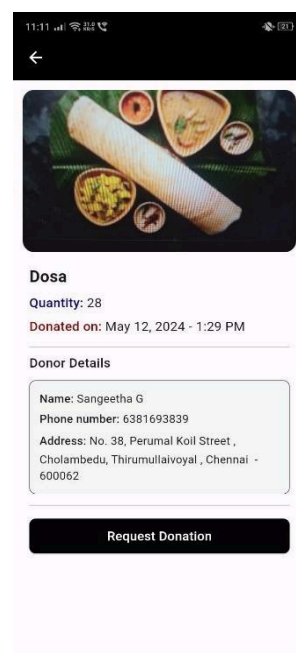 11:11
Dosa
Quantity: 28
Donated on: May 12, 2024 - 1:29 PM
Donor Details
Name: Sangeetha G
Phone number: 6381693839
Address: No. 38, Perumal Koil Street ,
Cholambedu, Thirumullaivoyal , Chennai -
600062
Request Donation